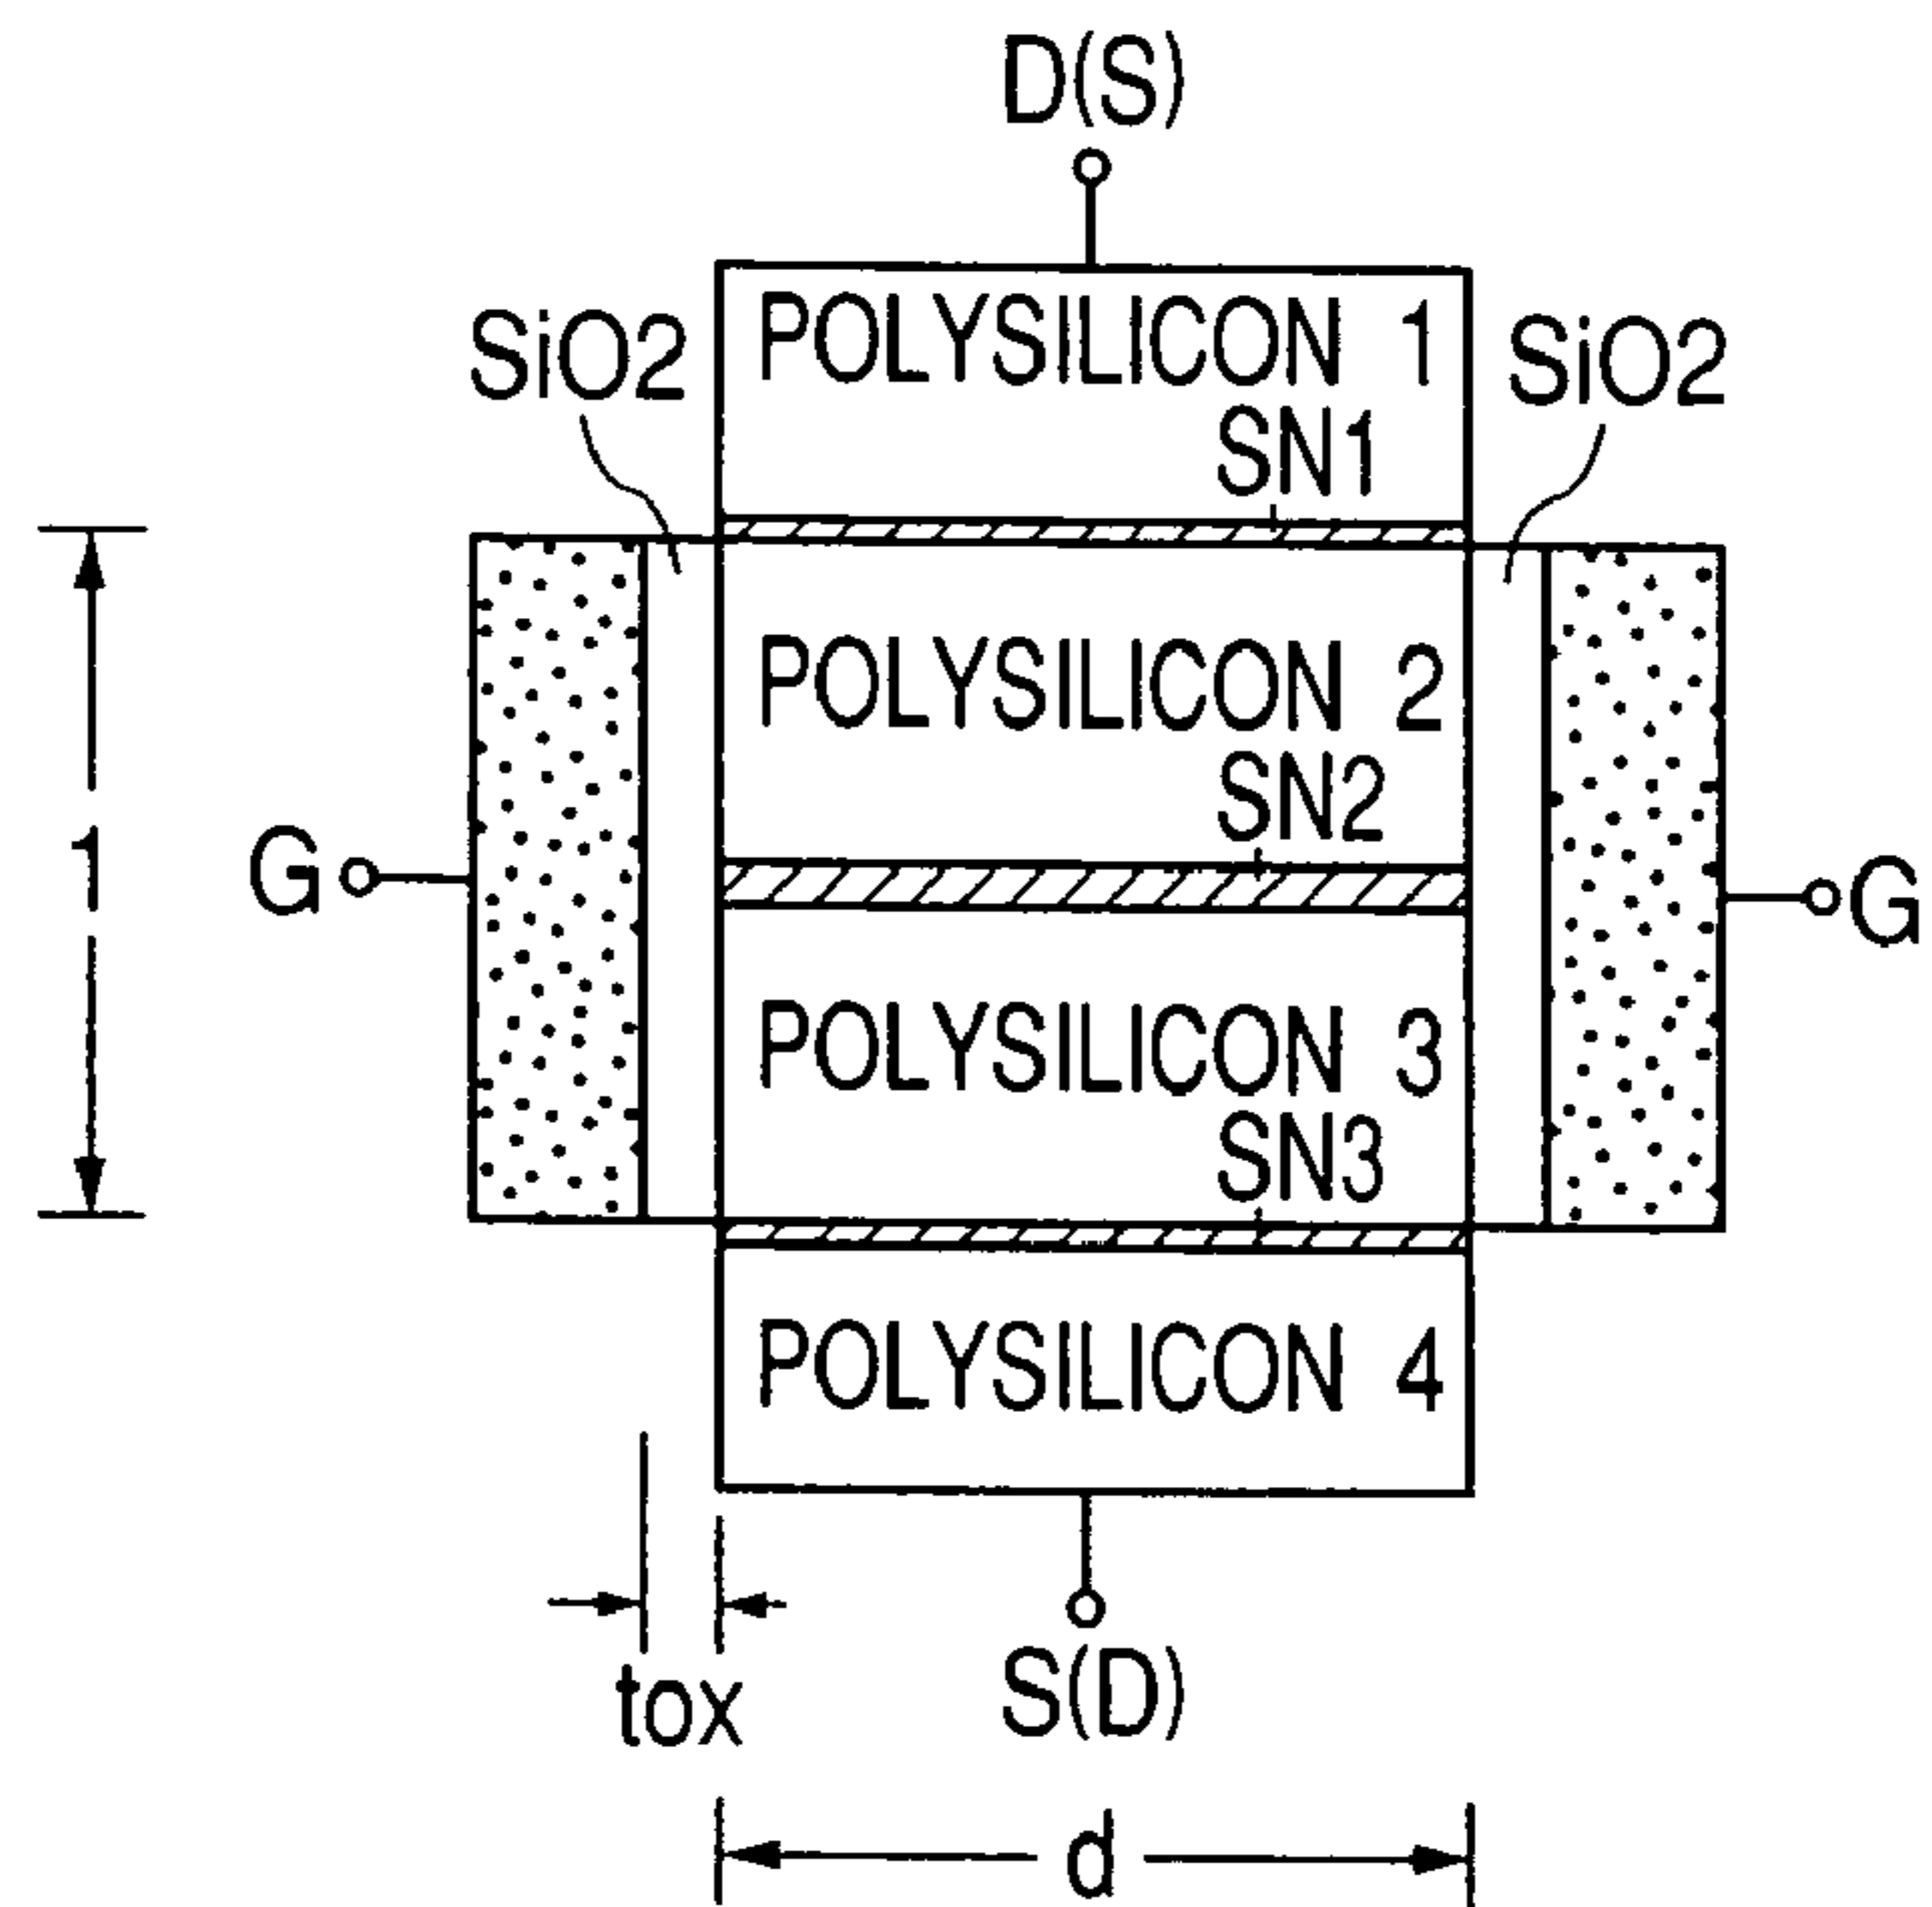 D(S)
SiO2
POLYSILICON 1
SiO2
SN1
POLYSILICON 2
SN2
1
G
G
POLYSILICON 3
SN3
POLYSILICON 4
tox
S(D)
d